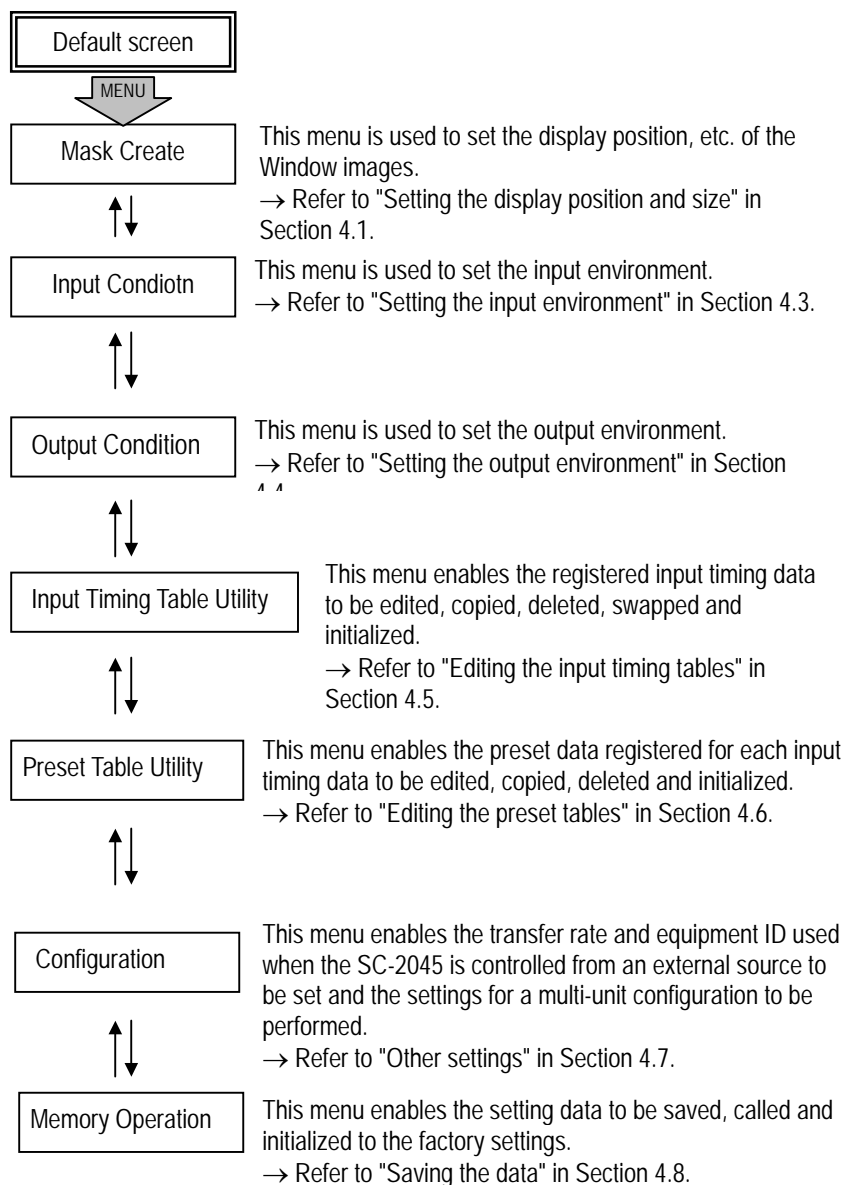 Default screen
MENU
Mask Create
This menu is used to set the display position, etc. of the
Window images.
→ Refer to "Setting the display position and size" in
Section 4.1.
Input Condiotn
This menu is used to set the input environment.
→ Refer to "Setting the input environment" in Section 4.3.
Output Condition
This menu is used to set the output environment.
→ Refer to "Setting the output environment" in Section
Input Timing Table Utility
This menu enables the registered input timing data
to be edited, copied, deleted, swapped and
initialized.
→ Refer to "Editing the input timing tables" in
Section 4.5.
Preset Table Utility
This menu enables the preset data registered for each input
timing data to be edited, copied, deleted and initialized.
→ Refer to "Editing the preset tables" in Section 4.6.
Configuration
This menu enables the transfer rate and equipment ID used
when the SC-2045 is controlled from an external source to
be set and the settings for a multi-unit configuration to be
performed.
→ Refer to "Other settings" in Section 4.7.
Memory Operation
This menu enables the setting data to be saved, called and
initialized to the factory settings.
→ Refer to "Saving the data" in Section 4.8.